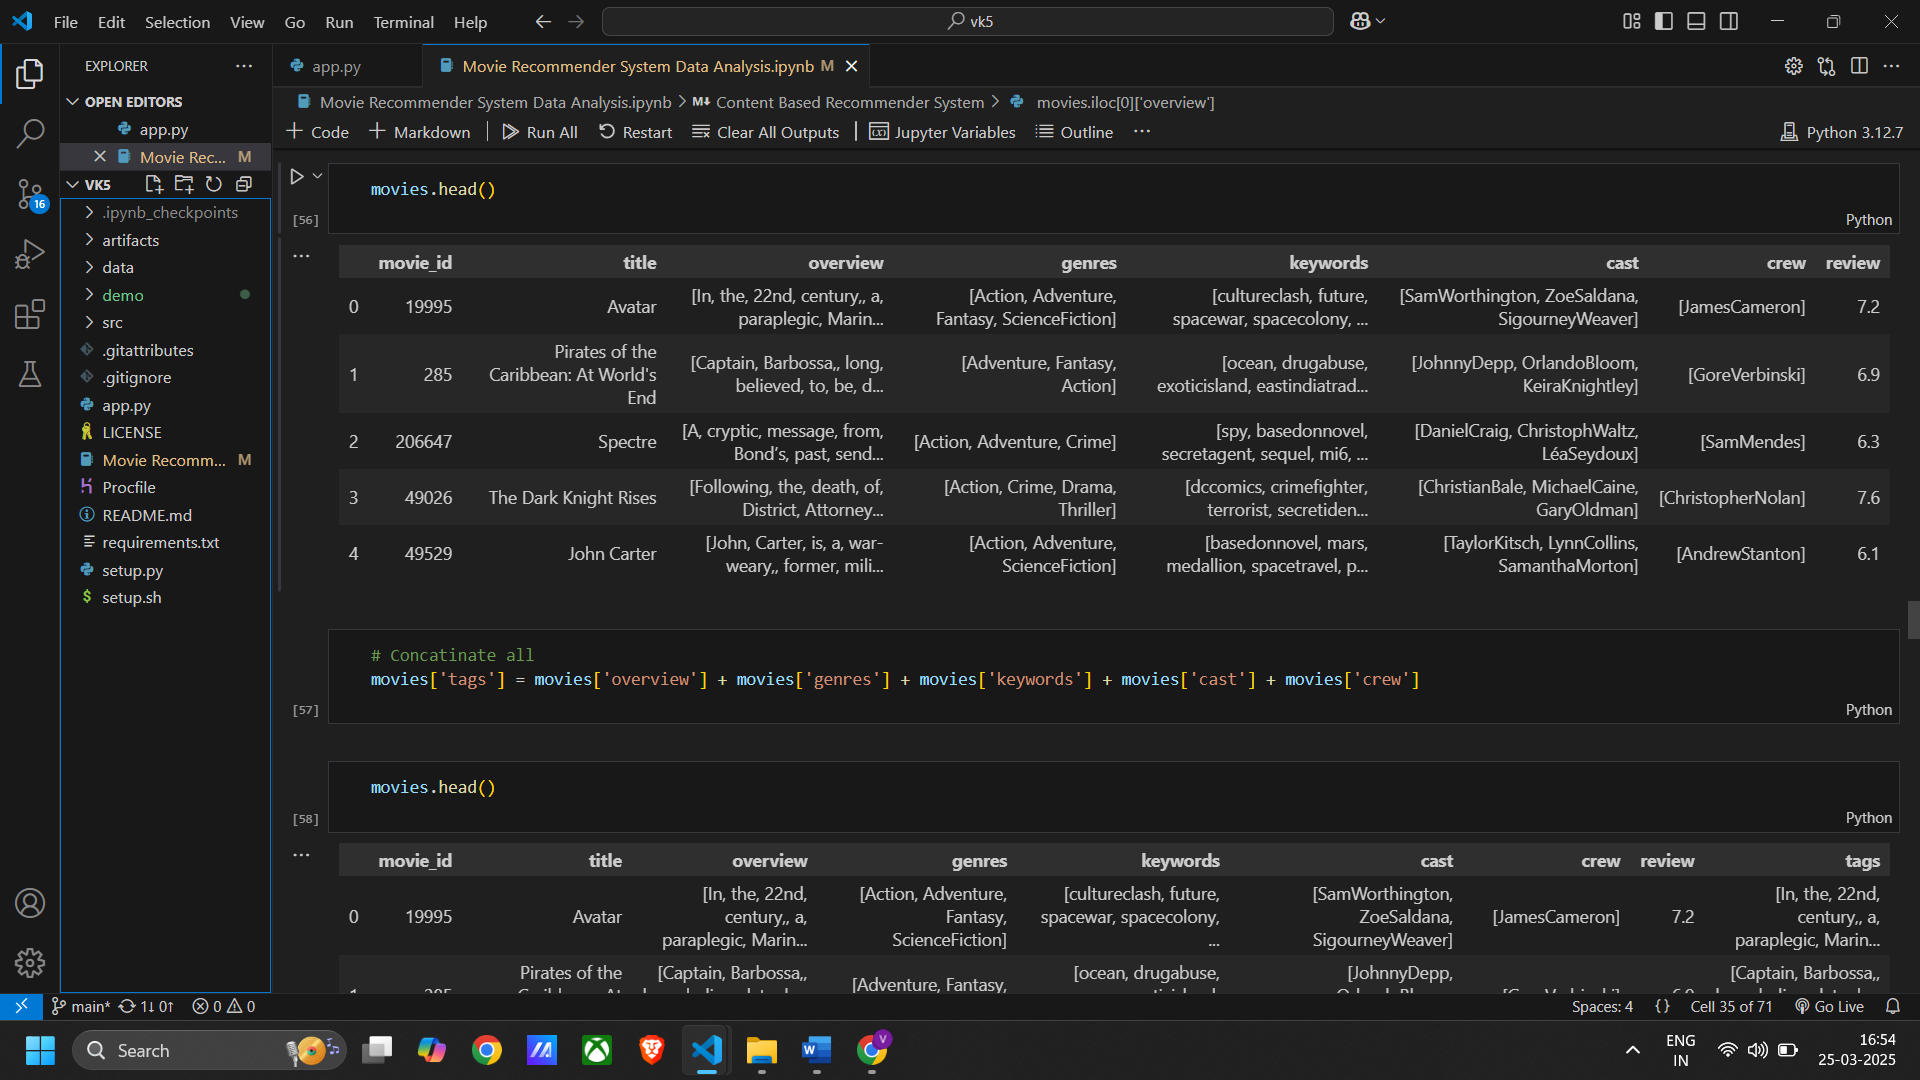 File Edit Selection View Go Run Terminal Help
vk5
EXPLORER
OPEN EDITORS
app.py
Movie Rec... M
VK5
.ipynb_checkpoints
artifacts
data
demo
src
.gitattributes
.gitignore
app.py
LICENSE
Movie Recomm... M
Procfile
README.md
requirements.txt
setup.py
setup.sh
16
app.py
Movie Recommender System Data Analysis.ipynb M
Movie Recommender System Data Analysis.ipynb > M↓ Content Based Recommender System > movies.iloc[0]['overview']
+ Code + Markdown | Run All Restart Clear All Outputs | Jupyter Variables Outline ...
Python 3.12.7
movies.head()
[56]
Python
movie_id title overview genres keywords cast crew review
0 19995 Avatar [In, the, 22nd, century,, a, paraplegic, Marin... [Action, Adventure, Fantasy, ScienceFiction] [cultureclash, future, spacewar, spacecolony, ... [SamWorthington, ZoeSaldana, SigourneyWeaver] [JamesCameron] 7.2
1 285 Pirates of the Caribbean: At World's End [Captain, Barbossa,, long, believed, to, be, d... [Adventure, Fantasy, Action] [ocean, drugabuse, exoticisland, eastindiatrad... [JohnnyDepp, OrlandoBloom, KeiraKnightley] [GoreVerbinski] 6.9
2 206647 Spectre [A, cryptic, message, from, Bond’s, past, send... [Action, Adventure, Crime] [spy, basedonnovel, secretagent, sequel, mi6, ... [DanielCraig, ChristophWaltz, LéaSeydoux] [SamMendes] 6.3
3 49026 The Dark Knight Rises [Following, the, death, of, District, Attorney... [Action, Crime, Drama, Thriller] [dccomics, crimefighter, terrorist, secretiden... [ChristianBale, MichaelCaine, GaryOldman] [ChristopherNolan] 7.6
4 49529 John Carter [John, Carter, is, a, war-weary,, former, mili... [Action, Adventure, ScienceFiction] [basedonnovel, mars, medallion, spacetravel, p... [TaylorKitsch, LynnCollins, SamanthaMorton] [AndrewStanton] 6.1
# Concatinate all
movies['tags'] = movies['overview'] + movies['genres'] + movies['keywords'] + movies['cast'] + movies['crew']
[57]
Python
movies.head()
[58]
Python
movie_id title overview genres keywords cast crew review tags
0 19995 Avatar [In, the, 22nd, century,, a, paraplegic, Marin... [Action, Adventure, Fantasy, ScienceFiction] [cultureclash, future, spacewar, spacecolony, ... [SamWorthington, ZoeSaldana, SigourneyWeaver] [JamesCameron] 7.2 [In, the, 22nd, century,, a, paraplegic, Marin...
Pirates of the [Captain, Barbossa,, [Adventure, Fantasy, [ocean, drugabuse, [JohnnyDepp, [Captain, Barbossa,,
main* 1↓ 0↑ 0 0
Spaces: 4 {} Cell 35 of 71 Go Live
Search
V
ENG
IN
16:54
25-03-2025